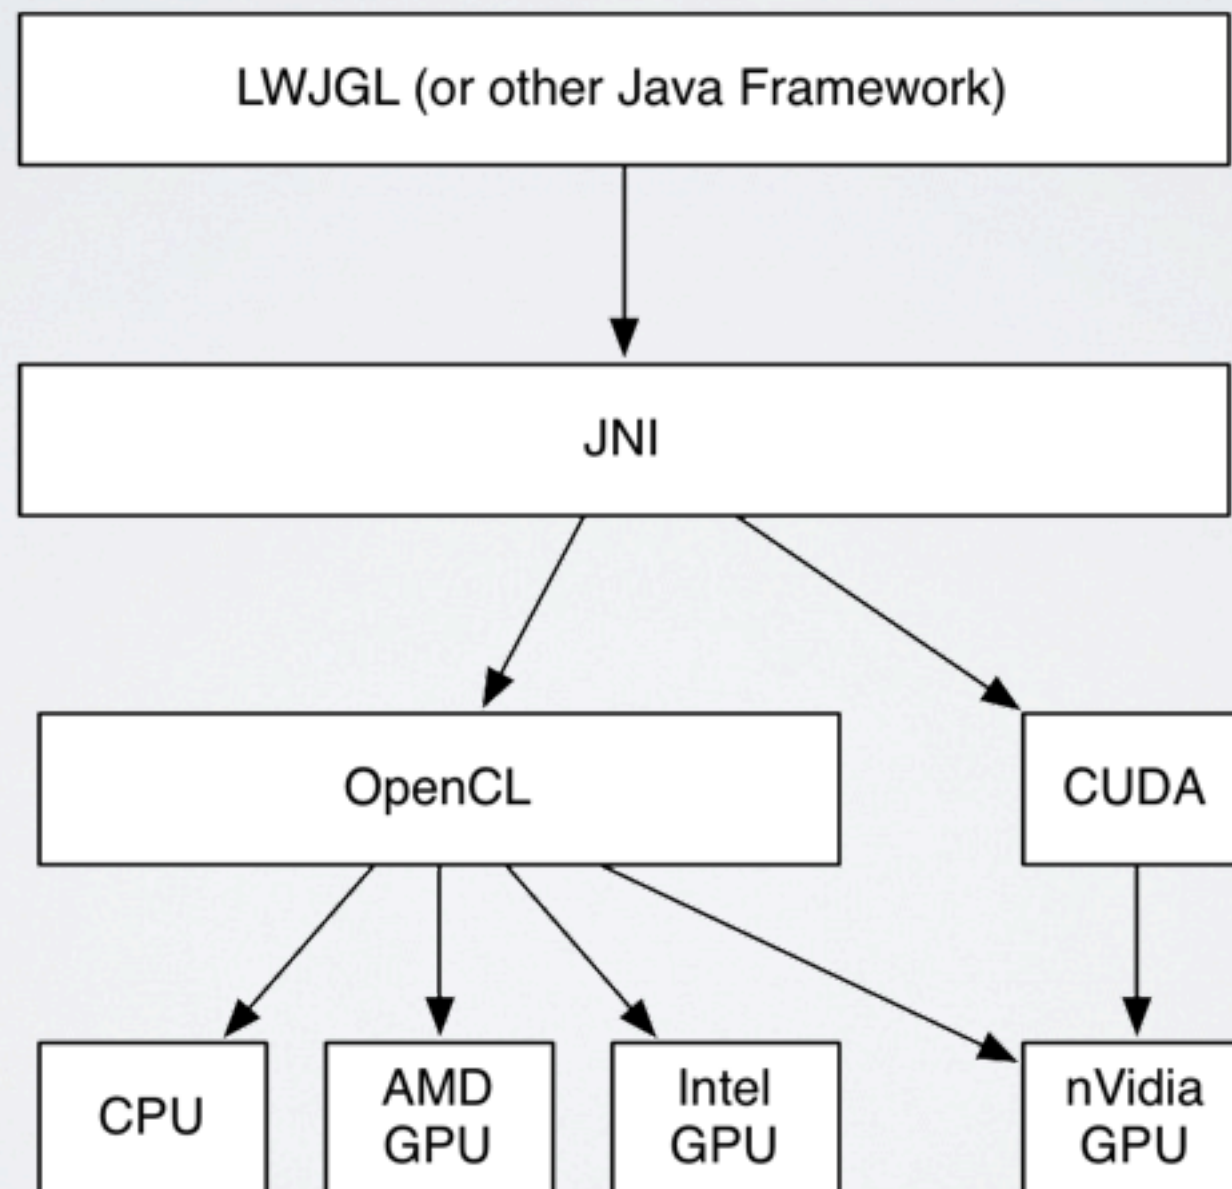 LWJGL (or other Java Framework)
JNI
OpenCL
CUDA
CPU
AMD
GPU
Intel
GPU
nVidia
GPU